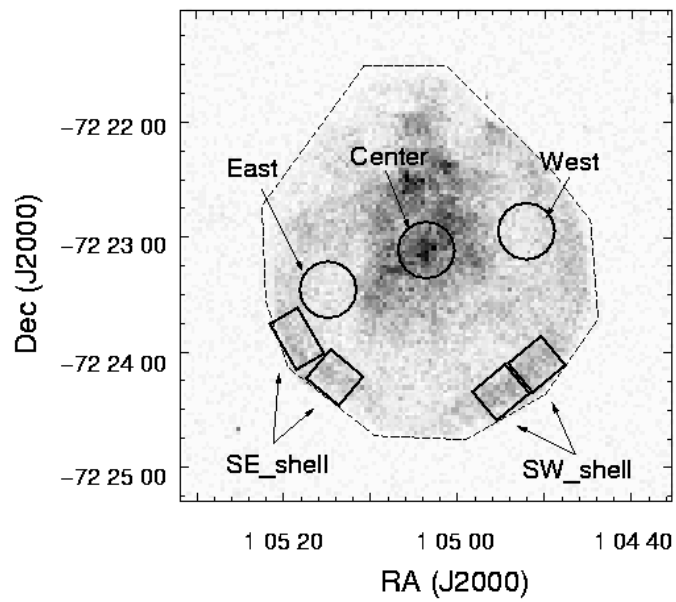 −72 22 00
Center
West
East
−72 23 00
Dec (J2000)
−72 24 00
SE_shell
SW_shell
−72 25 00
1 05 20
1 05 00
1 04 40
RA (J2000)